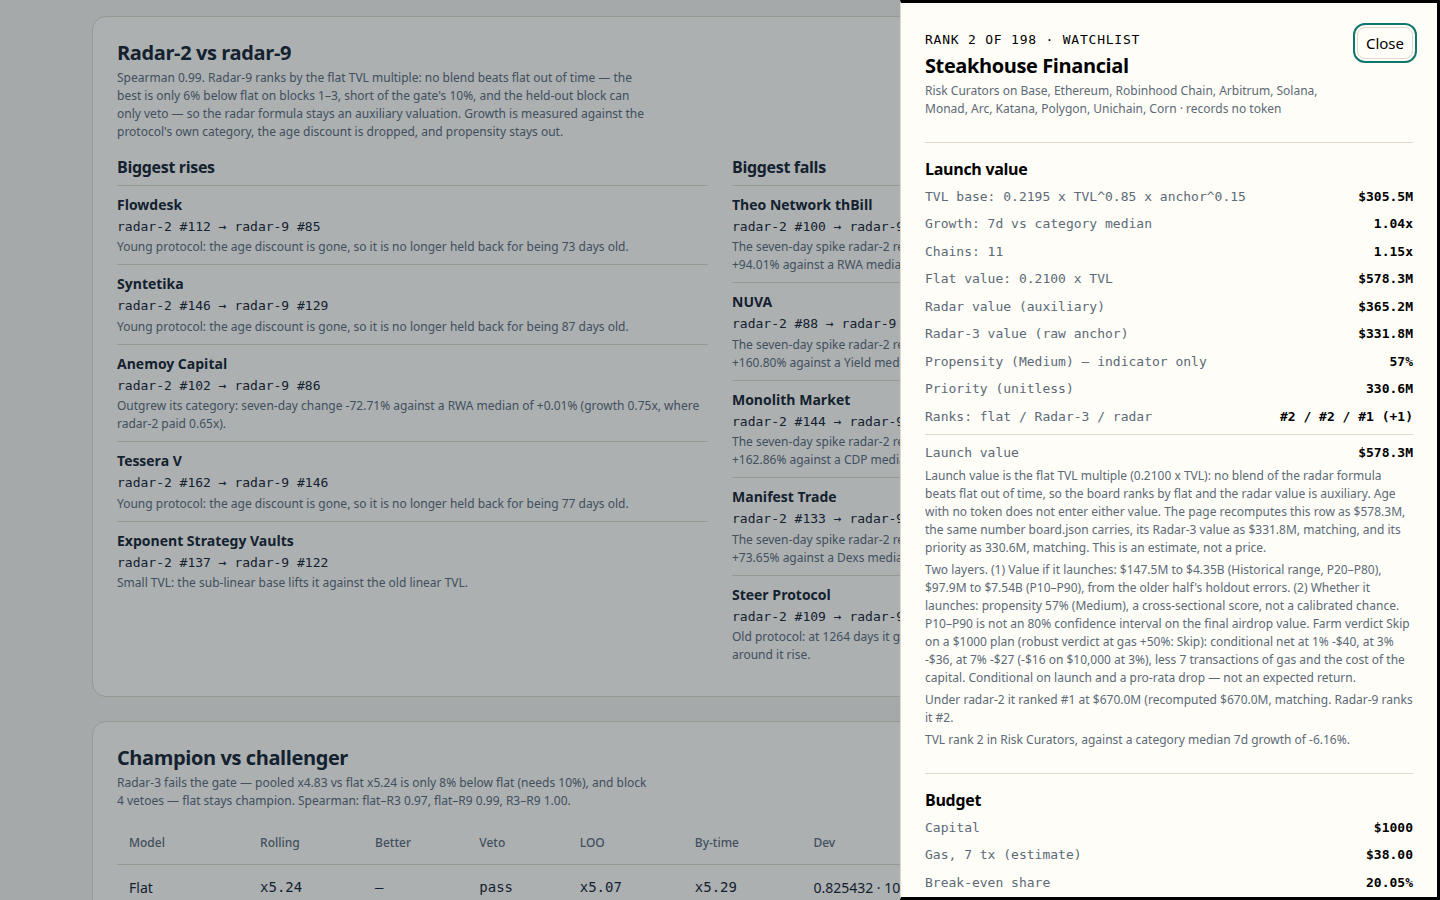 Radar-2 vs radar-9
Spearman 0.99. Radar-9 ranks by the flat TVL multiple: no blend beats flat out of time — the
best is only 6% below flat on blocks 1–3, short of the gate's 10%, and the held-out block can
only veto — so the radar formula stays an auxiliary valuation. Growth is measured against the
protocol's own category, the age discount is dropped, and propensity stays out.
Biggest rises
Flowdesk
radar-2 #112 → radar-9 #85
Young protocol: the age discount is gone, so it is no longer held back for being 73 days old.
Syntetika
radar-2 #146 → radar-9 #129
Young protocol: the age discount is gone, so it is no longer held back for being 87 days old.
Anemoy Capital
radar-2 #102 → radar-9 #86
Outgrew its category: seven-day change -72.71% against a RWA median of +0.01% (growth 0.75x, where
radar-2 paid 0.65x).
Tessera V
radar-2 #162 → radar-9 #146
Young protocol: the age discount is gone, so it is no longer held back for being 77 days old.
Exponent Strategy Vaults
radar-2 #137 → radar-9 #122
Small TVL: the sub-linear base lifts it against the old linear TVL.
Biggest falls
Theo Network thBill
radar-2 #100 → radar-9
The seven-day spike radar-2 re
+94.01% against a RWA media
NUVA
radar-2 #88 → radar-9
The seven-day spike radar-2 re
+160.80% against a Yield med
Monolith Market
radar-2 #144 → radar-9
The seven-day spike radar-2 re
+162.86% against a CDP medi
Manifest Trade
radar-2 #133 → radar-9
The seven-day spike radar-2 re
+73.65% against a Dexs media
Steer Protocol
radar-2 #109 → radar-9
Old protocol: at 1264 days it g
around it rise.
Champion vs challenger
Radar-3 fails the gate — pooled x4.83 vs flat x5.24 is only 8% below flat (needs 10%), and block
4 vetoes — flat stays champion. Spearman: flat–R3 0.97, flat–R9 0.99, R3–R9 1.00.
Model Rolling Better Veto LOO By-time Dev
Flat x5.24 — pass x5.07 x5.29 0.825432 · 10
RANK 2 OF 198 · WATCHLIST
Close
Steakhouse Financial
Risk Curators on Base, Ethereum, Robinhood Chain, Arbitrum, Solana,
Monad, Arc, Katana, Polygon, Unichain, Corn · records no token
Launch value
TVL base: 0.2195 x TVL^0.85 x anchor^0.15 $305.5M
Growth: 7d vs category median 1.04x
Chains: 11 1.15x
Flat value: 0.2100 x TVL $578.3M
Radar value (auxiliary) $365.2M
Radar-3 value (raw anchor) $331.8M
Propensity (Medium) — indicator only 57%
Priority (unitless) 330.6M
Ranks: flat / Radar-3 / radar #2 / #2 / #1 (+1)
Launch value $578.3M
Launch value is the flat TVL multiple (0.2100 x TVL): no blend of the radar formula
beats flat out of time, so the board ranks by flat and the radar value is auxiliary. Age
with no token does not enter either value. The page recomputes this row as $578.3M,
the same number board.json carries, its Radar-3 value as $331.8M, matching, and its
priority as 330.6M, matching. This is an estimate, not a price.
Two layers. (1) Value if it launches: $147.5M to $4.35B (Historical range, P20–P80),
$97.9M to $7.54B (P10–P90), from the older half's holdout errors. (2) Whether it
launches: propensity 57% (Medium), a cross-sectional score, not a calibrated chance.
P10–P90 is not an 80% confidence interval on the final airdrop value. Farm verdict Skip
on a $1000 plan (robust verdict at gas +50%: Skip): conditional net at 1% -$40, at 3%
-$36, at 7% -$27 (-$16 on $10,000 at 3%), less 7 transactions of gas and the cost of the
capital. Conditional on launch and a pro-rata drop — not an expected return.
Under radar-2 it ranked #1 at $670.0M (recomputed $670.0M, matching. Radar-9 ranks
it #2.
TVL rank 2 in Risk Curators, against a category median 7d growth of -6.16%.
Budget
Capital $1000
Gas, 7 tx (estimate) $38.00
Break-even share 20.05%